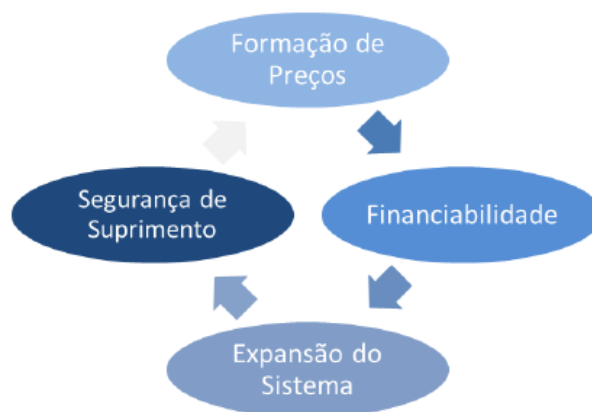 Formação de
Preços
Segurança de
Suprimento
Financiabilidade
Expansão do
Sistema